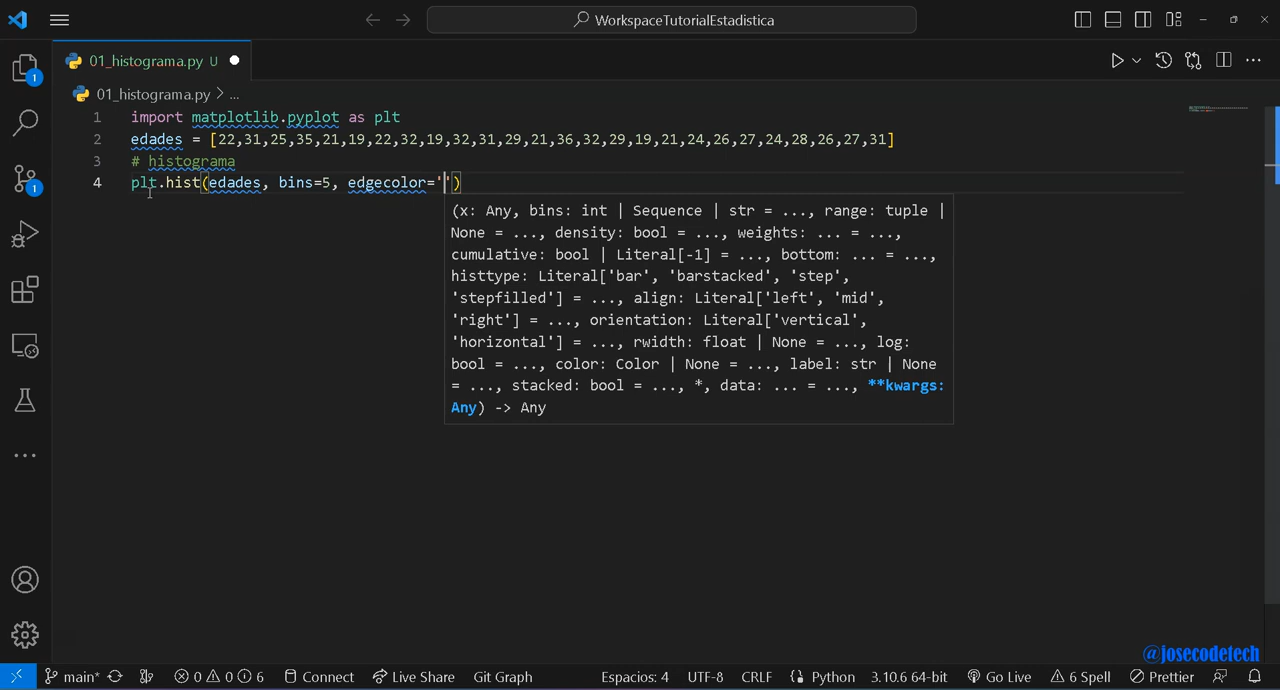 WorkspaceTutorialEstadistica
01_histograma.py U
01_histograma.py > ...
1 import matplotlib.pyplot as plt
2 edades = [22,31,25,35,21,19,22,32,19,32,31,29,21,36,32,29,19,21,24,26,27,24,28,26,27,31]
3 # histograma
4 plt.hist(edades, bins=5, edgecolor='')
(x: Any, bins: int | Sequence | str = ..., range: tuple |
None = ..., density: bool = ..., weights: ... = ...,
cumulative: bool | Literal[-1] = ..., bottom: ... = ...,
histtype: Literal['bar', 'barstacked', 'step',
'stepfilled'] = ..., align: Literal['left', 'mid',
'right'] = ..., orientation: Literal['vertical',
'horizontal'] = ..., rwidth: float | None = ..., log:
bool = ..., color: Color | None = ..., label: str | None
= ..., stacked: bool = ..., *, data: ... = ..., **kwargs:
Any) -> Any
1
1
@josecodetech
main* 0 0 6 Connect Live Share Git Graph Espacios: 4 UTF-8 CRLF Python 3.10.6 64-bit Go Live 6 Spell Prettier